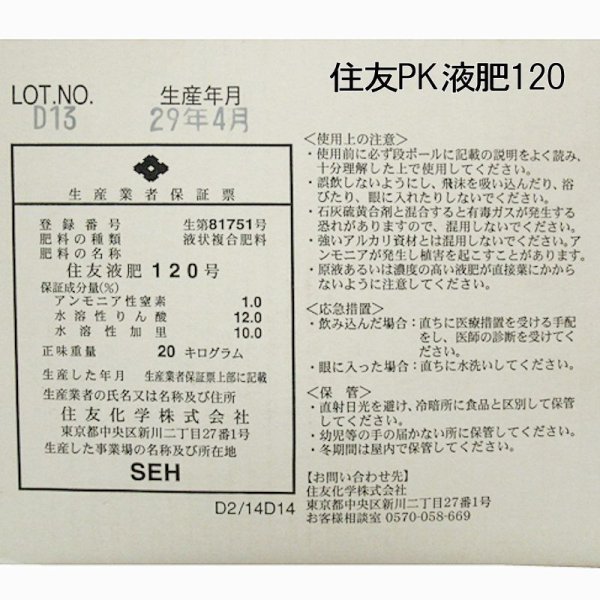 住友PK液肥120
LOT.NO. 生産年月
D13 29年4月
生産業者保証票
登録番号 生第81751号
肥料の種類 液状複合肥料
肥料の名称
住友液肥120号
保証成分量(%)
アンモニア性窒素 1.0
水溶性りん酸 12.0
水溶性加里 10.0
正味重量 20 キログラム
生産した年月 生産業者保証票上部に記載
生産業者の氏名又は名称及び住所
住友化学株式会社
東京都中央区新川二丁目27番1号
生産した事業場の名称及び所在地
SEH
D2/14D14
<使用上の注意>
・使用前に必ず段ボールに記載の説明をよく読み、
十分理解した上で使用してください。
・誤飲しないようにし、飛沫を吸い込んだり、浴
びたり、眼に入れたりしないでください。
・石灰硫黄合剤と混合すると有毒ガスが発生する
恐れがありますので、混用しないでください。
・強いアルカリ資材とは混用しないでください。ア
ンモニアが発生し植害を起こすことがあります。
・原液あるいは濃度の高い液肥が直接葉にかから
ないように注意してください。
<応急措置>
・飲み込んだ場合：直ちに医療措置を受ける手配
をし、医師の診断を受けてく
ださい。
・眼に入った場合：直ちに水洗いしてください。
<保　管>
・直射日光を避け、冷暗所に食品と区別して保管
してください。
・幼児等の手の届かない所に保管してください。
・冬期間は屋内で保管してください。
【お問い合わせ先】
住友化学株式会社
東京都中央区新川二丁目27番1号
お客様相談室 0570-058-669